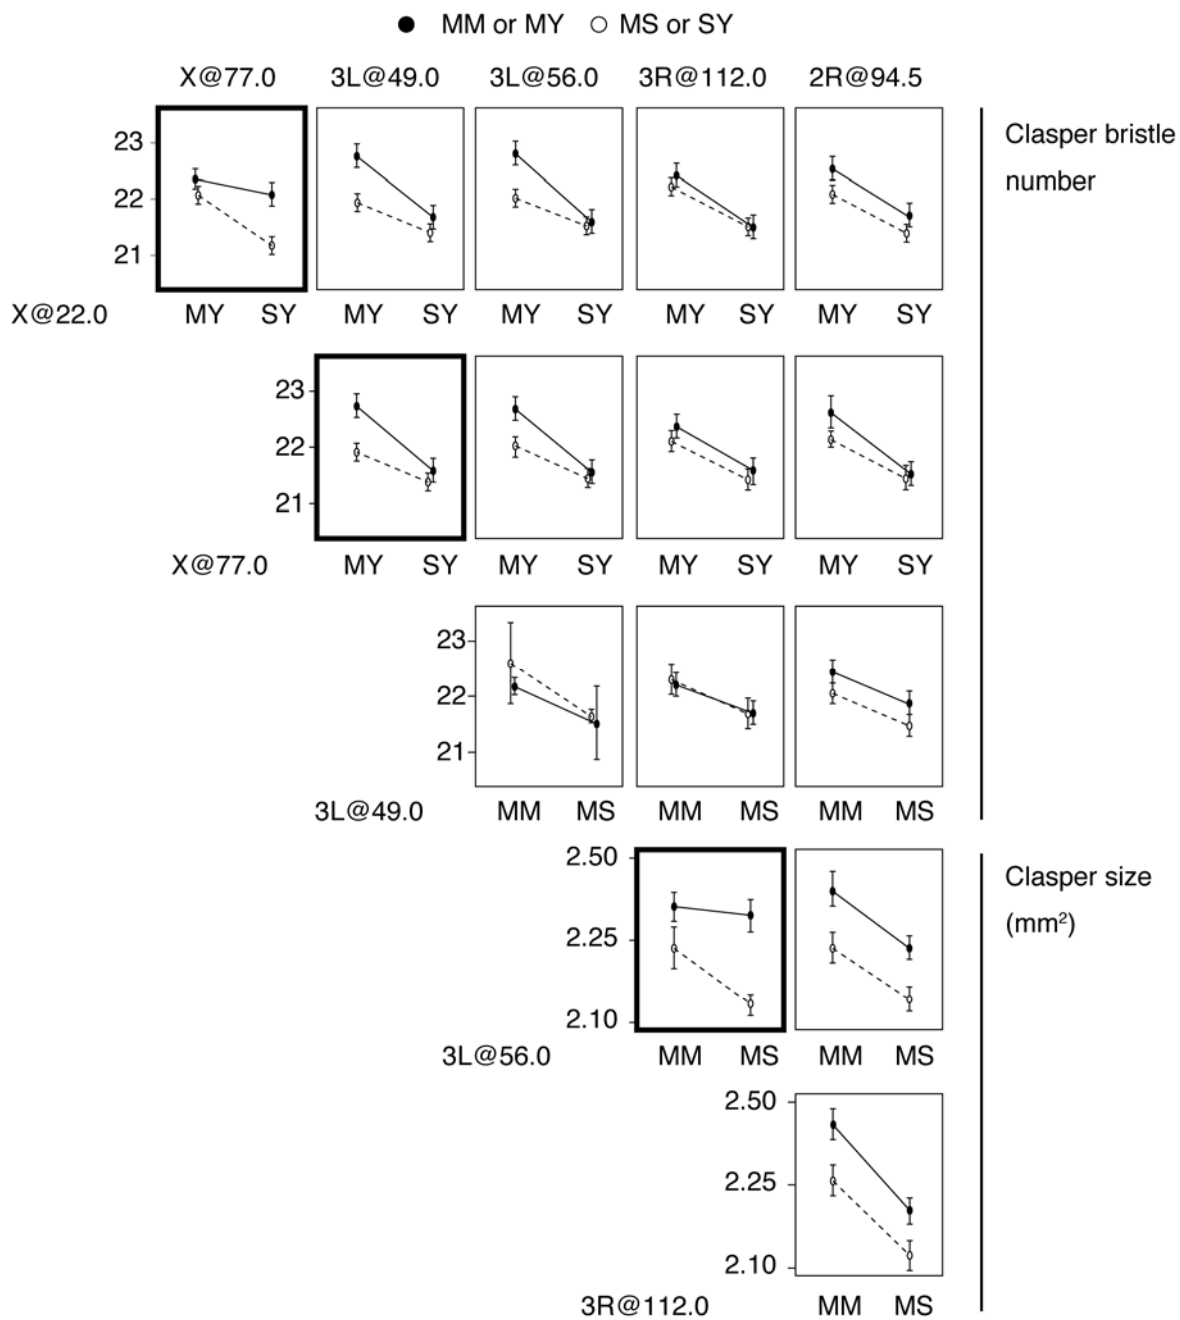 ● MM or MY ○ MS or SY
X@77.0 3L@49.0 3L@56.0 3R@112.0 2R@94.5
23
22
21
Clasper bristle
number
X@22.0 MY SY MY SY MY SY MY SY MY SY
23
22
21
X@77.0 MY SY MY SY MY SY MY SY
23
22
21
3L@49.0 MM MS MM MS MM MS
2.50
2.25
2.10
Clasper size
(mm²)
3L@56.0 MM MS MM MS
2.50
2.25
2.10
3R@112.0 MM MS